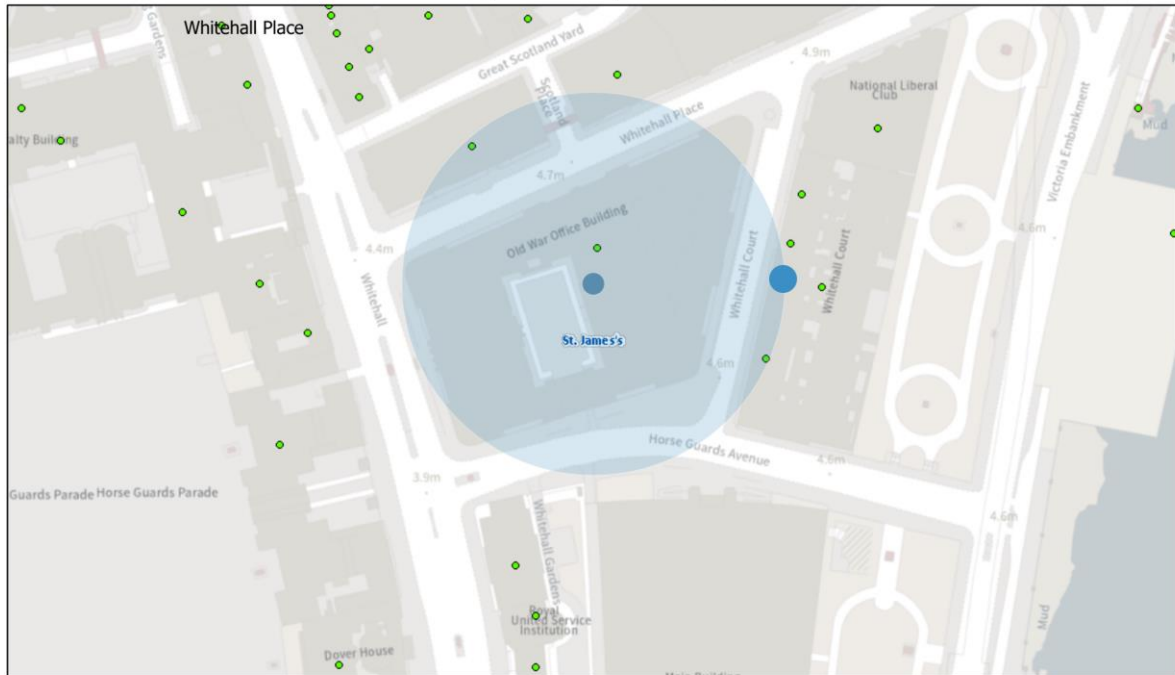 Whitehall Place
Gardens
Great Scotland Yard
Scotland
Place
4.9m
National Liberal
Club
Whitehall Place
Victoria Embankment
Mud
alty Building
4.7m
Old War Office Building
4.4m
4.6m
Whitehall
Whitehall Court
Whitehall Court
St. James's
4.6m
Horse Guards Avenue
4.6m
Guards Parade Horse Guards Parade
3.9m
4.6m
Whitehall Gardens
Royal
United Service
Institution
Mud
Dover House
Main Building